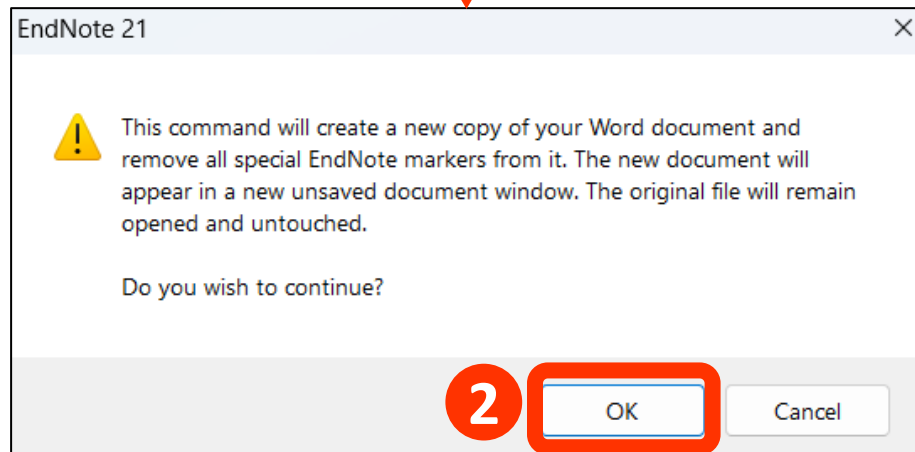 EndNote 21
This command will create a new copy of your Word document and
remove all special EndNote markers from it. The new document will
appear in a new unsaved document window. The original file will remain
opened and untouched.
Do you wish to continue?
2
OK
Cancel